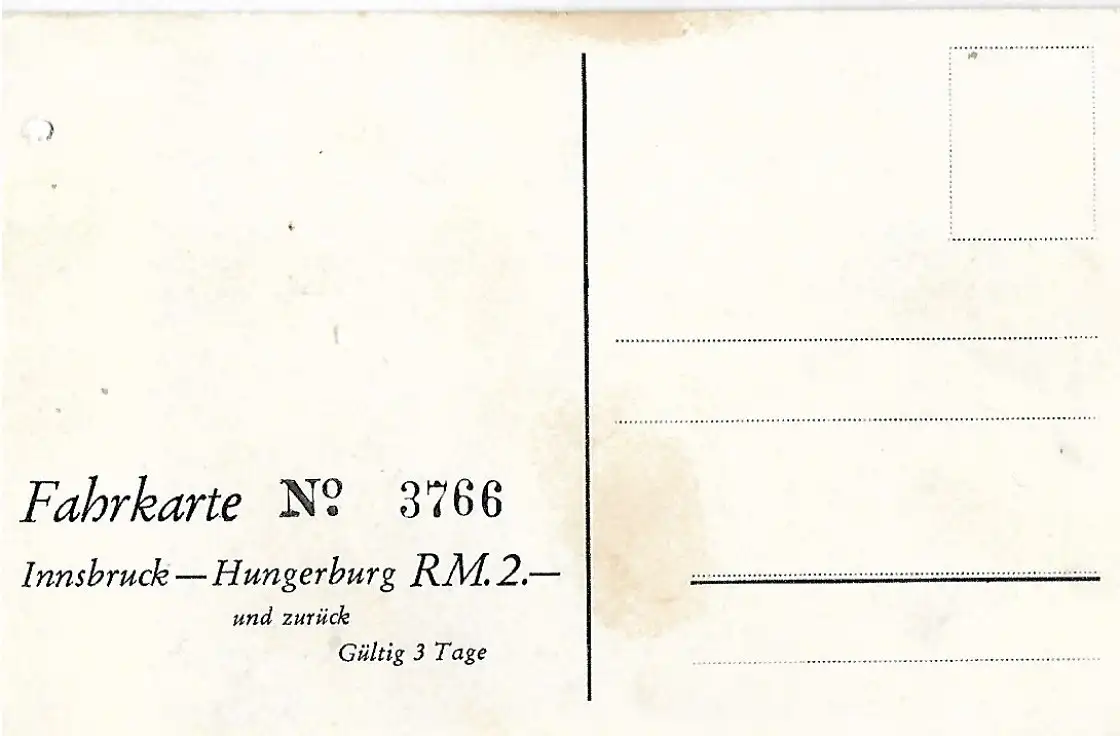 Fahrkarte Nº 3766
Innsbruck — Hungerburg RM. 2.—
und zurück
Gültig 3 Tage